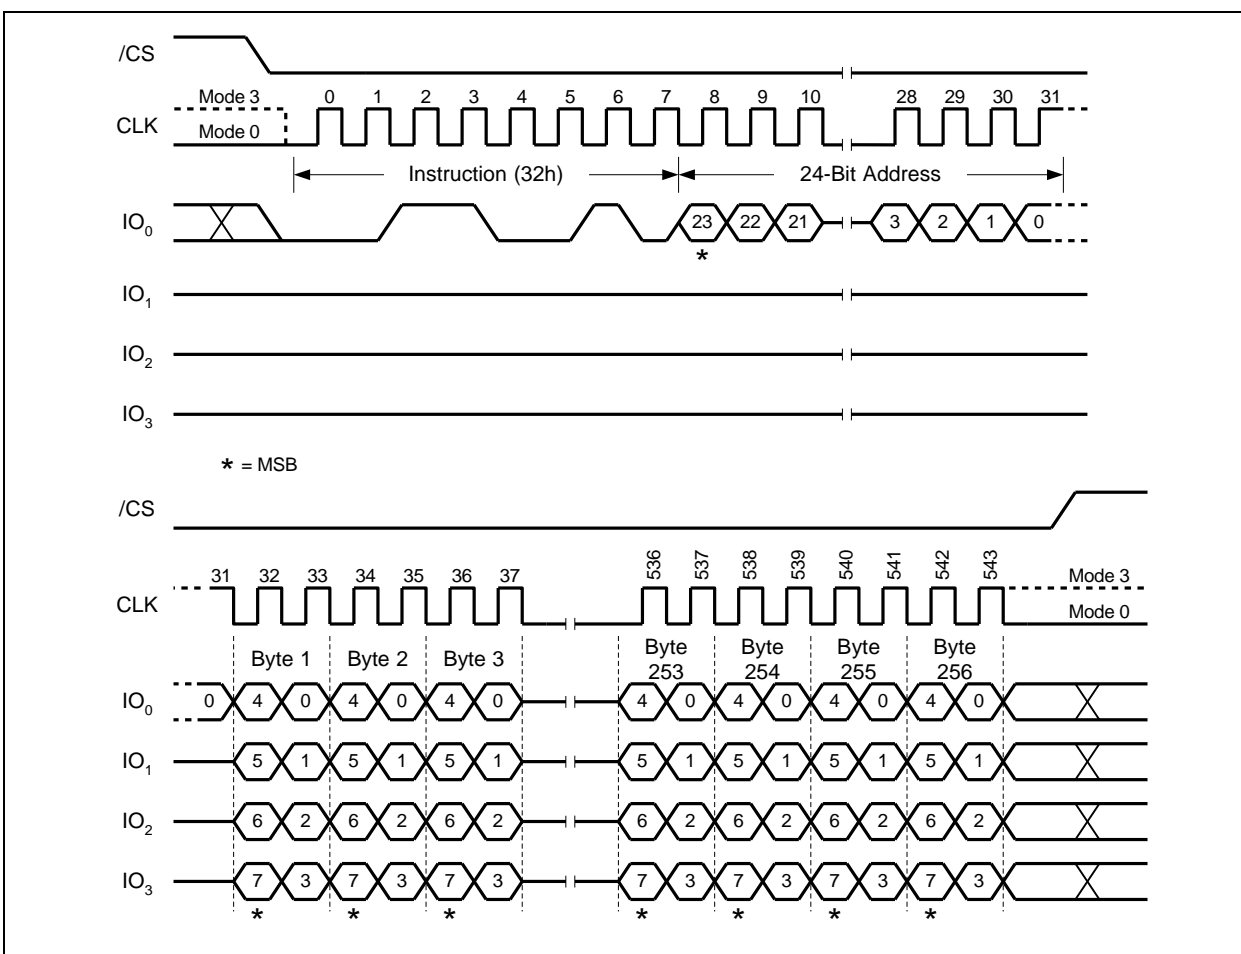 /CS
Mode 3 0 1 2 3 4 5 6 7 8 9 10 28 29 30 31
CLK
Mode 0
Instruction (32h) 24-Bit Address
IO0 23 22 21 3 2 1 0
*
IO1
IO2
IO3
* = MSB
/CS
536 537 538 539 540 541 542 543
31 32 33 34 35 36 37 Mode 3
CLK
Mode 0
Byte 1 Byte 2 Byte 3 Byte 253 Byte 254 Byte 255 Byte 256
IO0 0 4 0 4 0 4 0 4 0 4 0 4 0 4 0
IO1 5 1 5 1 5 1 5 1 5 1 5 1 5 1
IO2 6 2 6 2 6 2 6 2 6 2 6 2 6 2
IO3 7 3 7 3 7 3 7 3 7 3 7 3 7 3
* * * * * * *